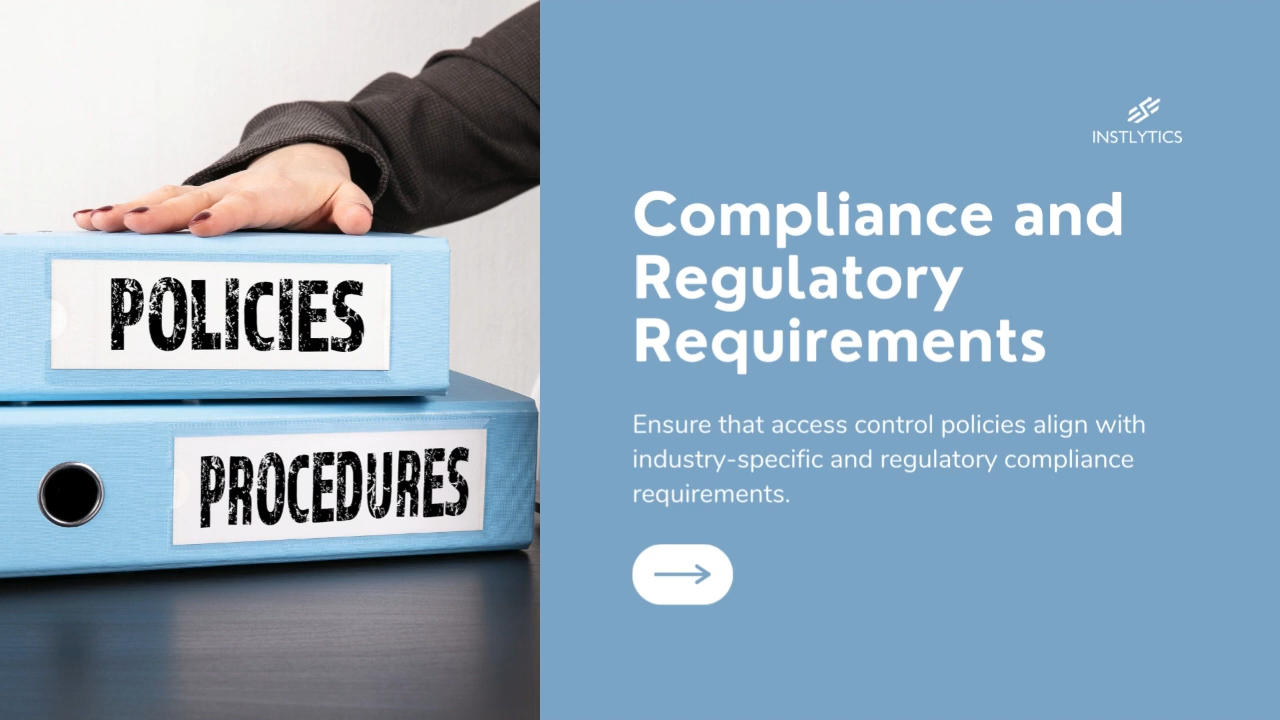 POLICIES
PROCEDURES
INSTLYTICS
Compliance and
Regulatory
Requirements
Ensure that access control policies align with
industry-specific and regulatory compliance
requirements.